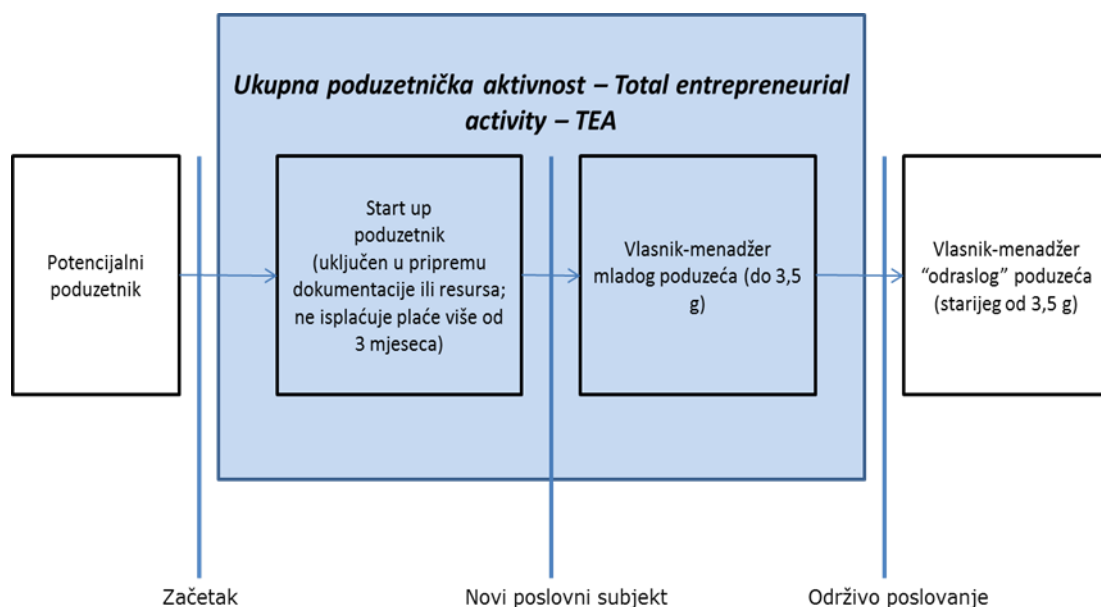 Ukupna poduzetnička aktivnost – Total entrepreneurial
activity – TEA
Potencijalni
poduzetnik
Start up
poduzetnik
(uključen u pripremu
dokumentacije ili resursa;
ne isplaćuje plaće više od
3 mjeseca)
Vlasnik-menadžer
mladog poduzeća (do 3,5
g)
Vlasnik-menadžer
“odraslog” poduzeća
(starijeg od 3,5 g)
Začetak
Novi poslovni subjekt
Održivo poslovanje